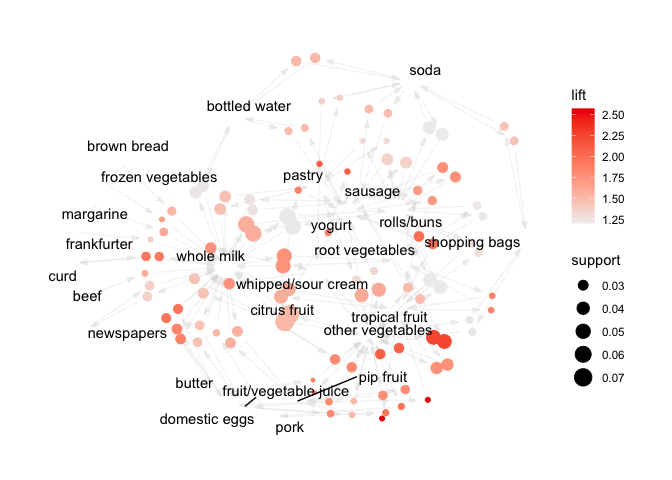 soda
lift
bottled water
2.50
2.25
2.00
1.75
1.50
1.25
brown bread
frozen vegetables
pastry
sausage
margarine
yogurt
rolls/buns
frankfurter
root vegetables
shopping bags
whole milk
support
curd
whipped/sour cream
0.03
beef
0.04
citrus fruit
tropical fruit
newspapers
other vegetables
0.05
0.06
0.07
butter
fruit/vegetable juice
pip fruit
domestic eggs
pork